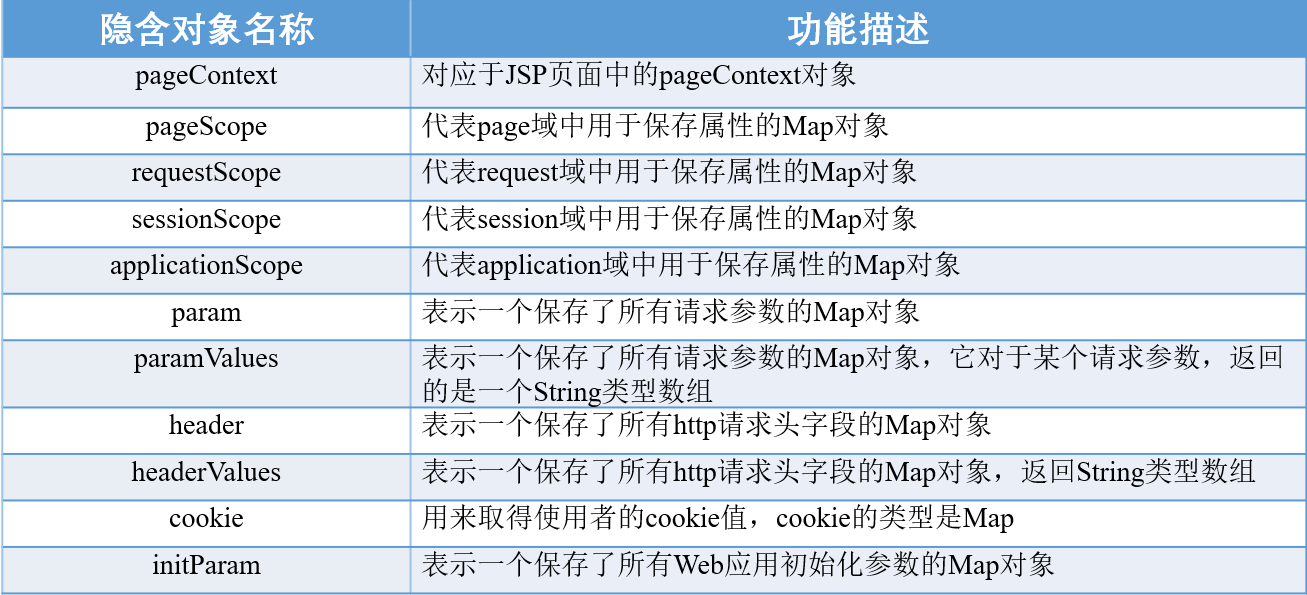 隐含对象名称 功能描述
pageContext 对应于JSP页面中的pageContext对象
pageScope 代表page域中用于保存属性的Map对象
requestScope 代表request域中用于保存属性的Map对象
sessionScope 代表session域中用于保存属性的Map对象
applicationScope 代表application域中用于保存属性的Map对象
param 表示一个保存了所有请求参数的Map对象
paramValues 表示一个保存了所有请求参数的Map对象，它对于某个请求参数，返回
的是一个String类型数组
header 表示一个保存了所有http请求头字段的Map对象
headerValues 表示一个保存了所有http请求头字段的Map对象，返回String类型数组
cookie 用来取得使用者的cookie值，cookie的类型是Map
initParam 表示一个保存了所有Web应用初始化参数的Map对象